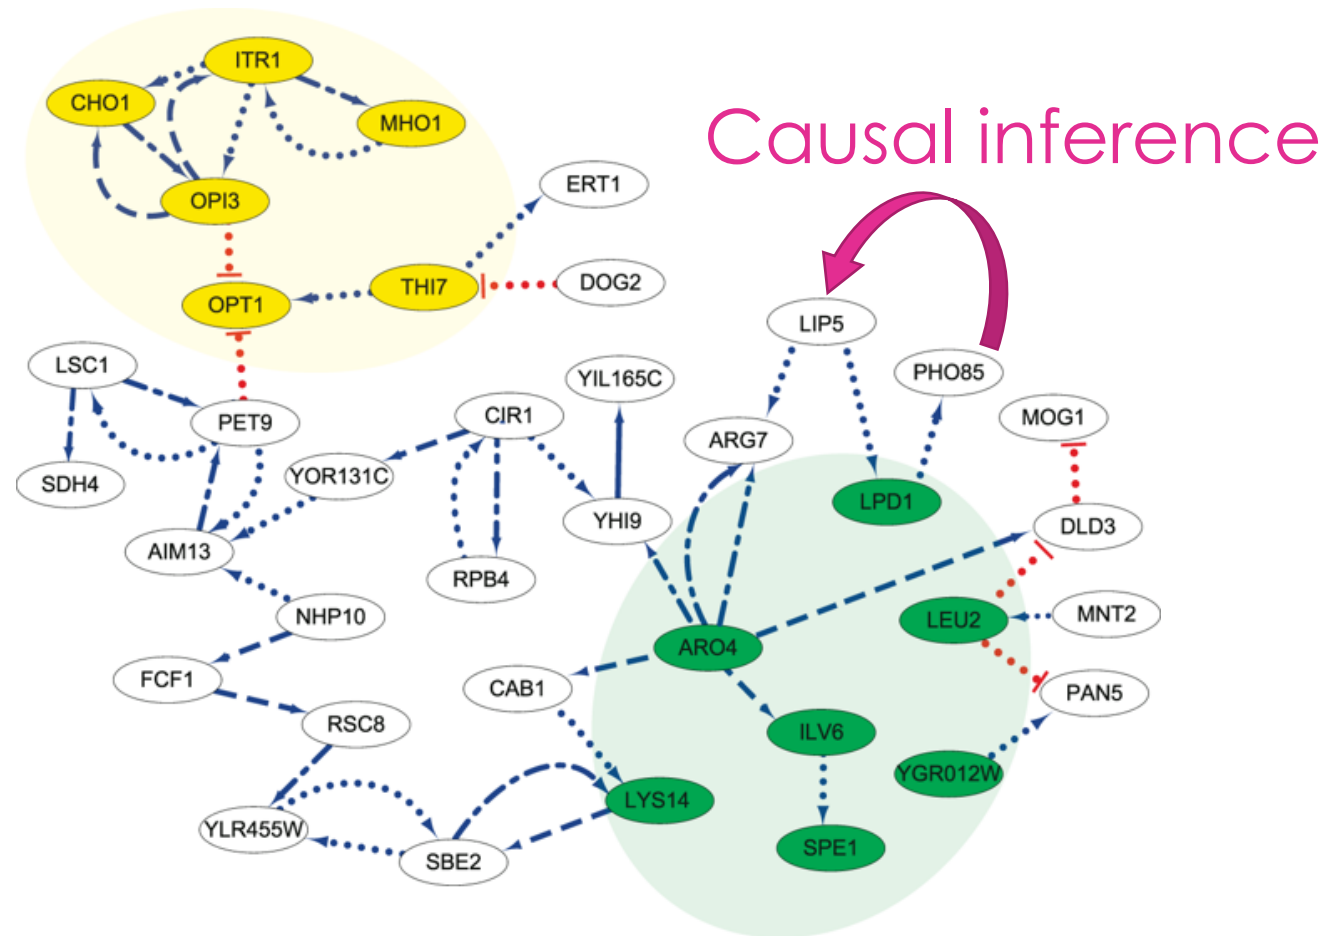 ITR1
CHO1
MHO1
Causal inference
ERT1
OPI3
DOG2
THI7
OPT1
LIP5
LSC1
PHO85
YIL165C
MOG1
CIR1
PET9
ARG7
YOR131C
SDH4
LPD1
YHI9
DLD3
AIM13
RPB4
NHP10
LEU2
MNT2
ARO4
FCF1
CAB1
PAN5
RSC8
ILV6
YGR012W
LYS14
YLR455W
SPE1
SBE2